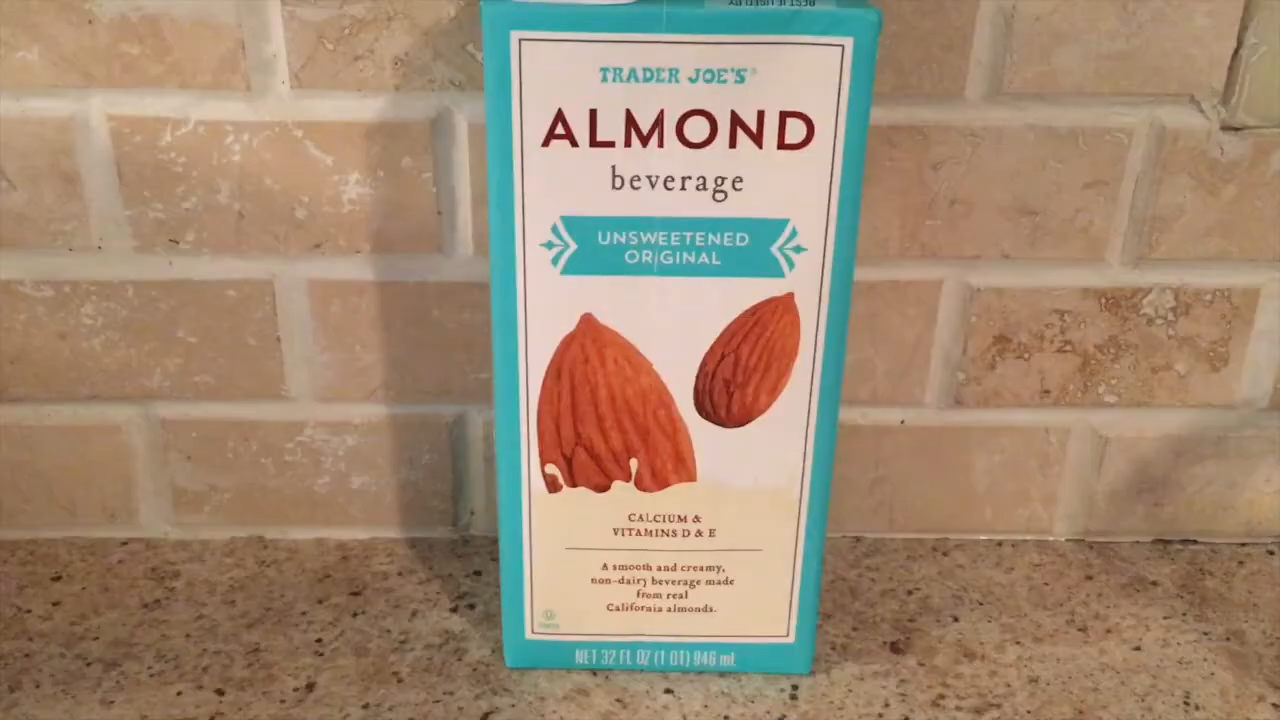 TRADER JOE'S®
ALMOND
beverage
UNSWEETENED
ORIGINAL
CALCIUM &
VITAMINS D & E
A smooth and creamy,
non-dairy beverage made
from real
California almonds.
NET 32 FL OZ (1 QT) 946 mL